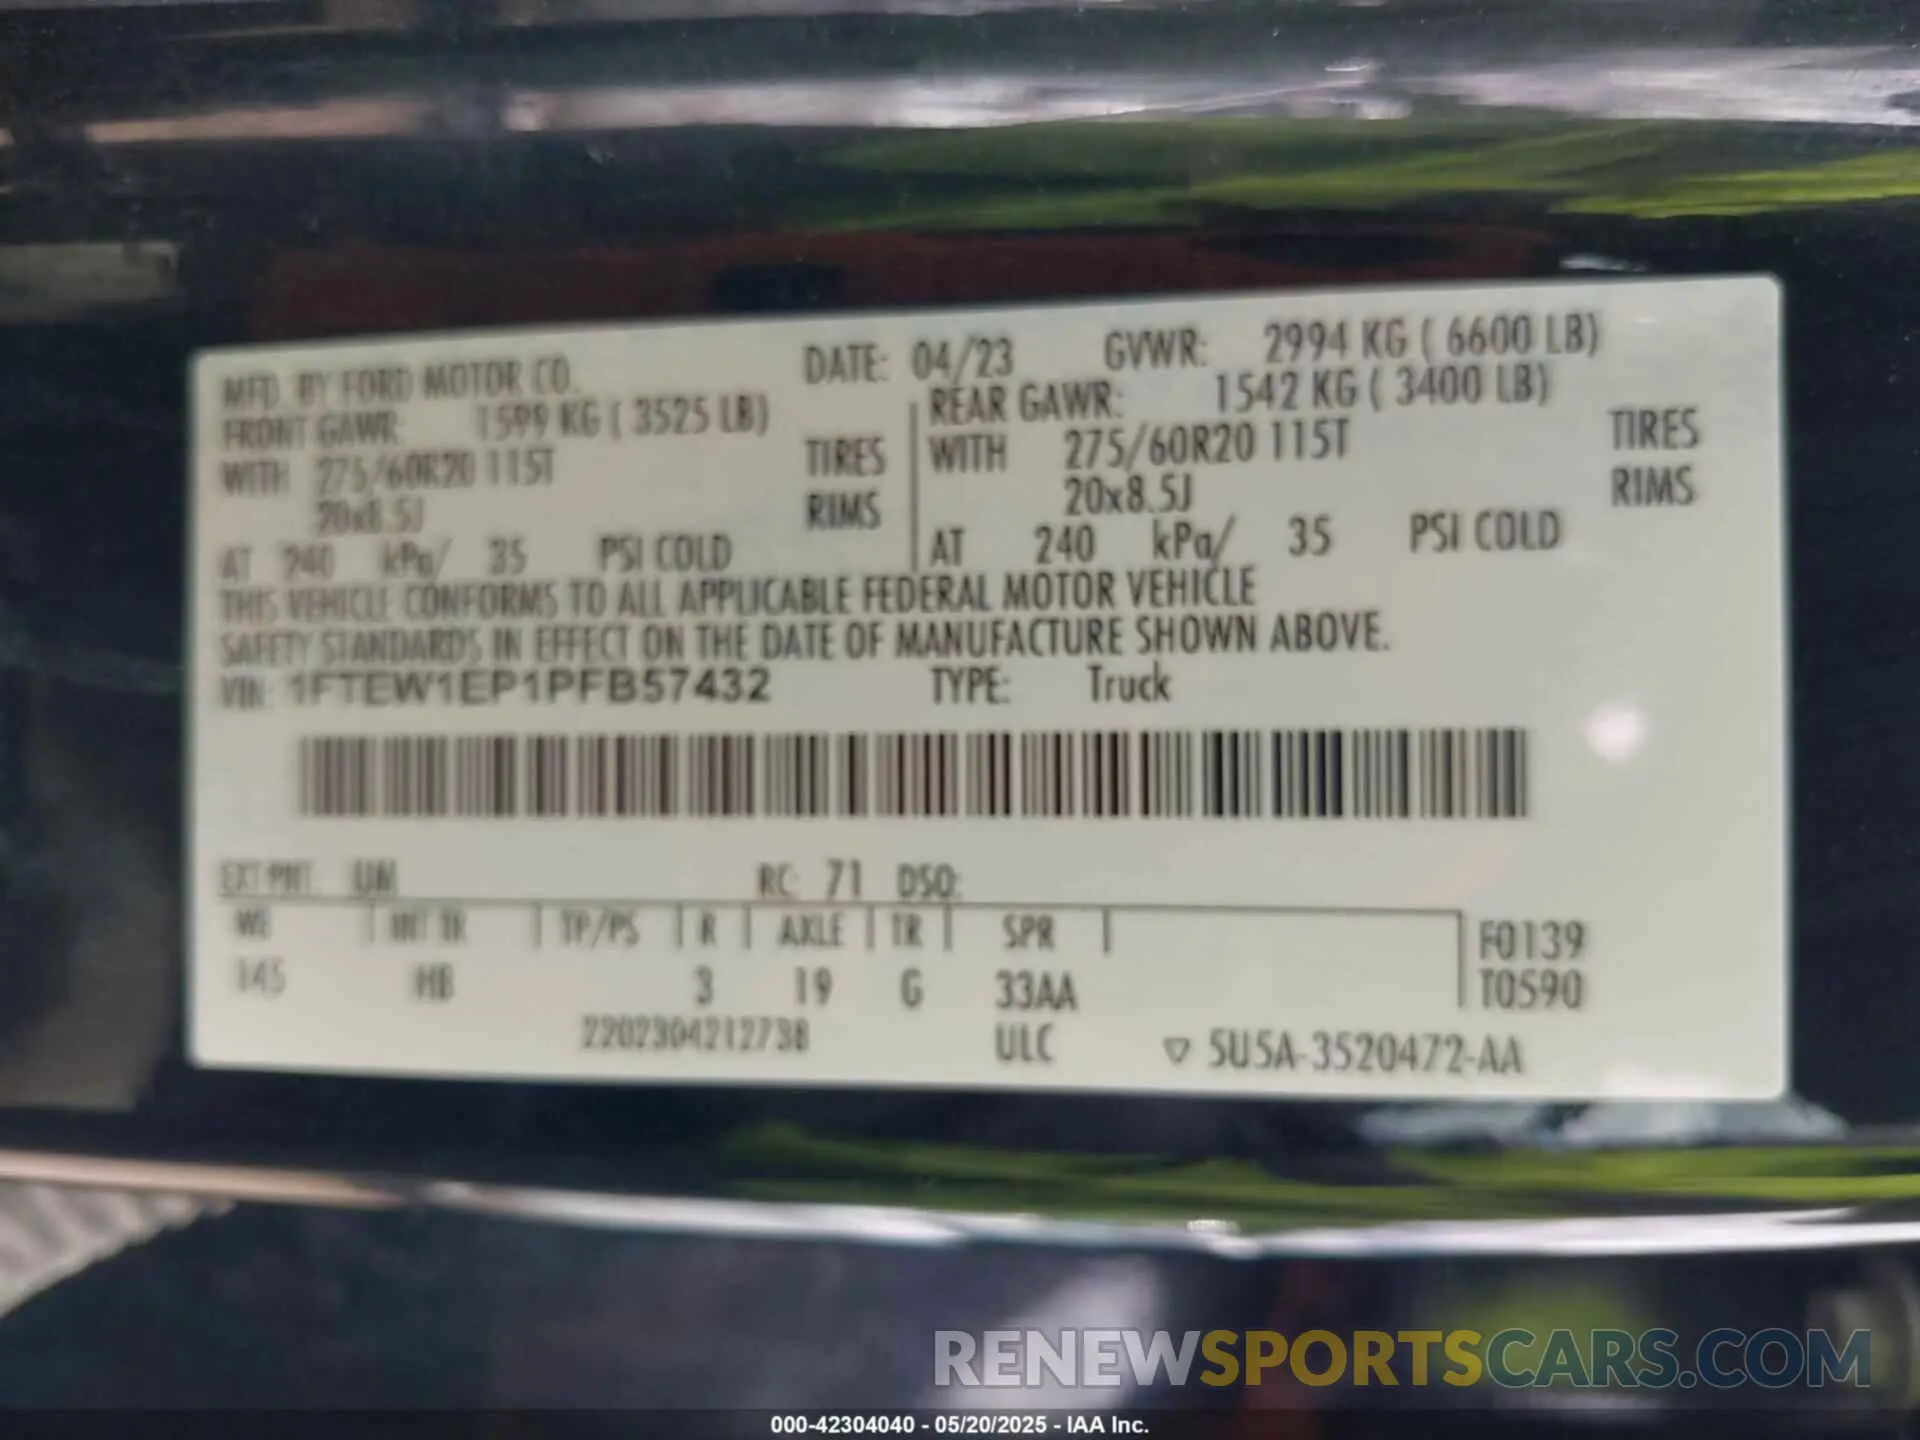 MFD. BY FORD MOTOR CO. DATE: 04/23 GVWR: 2994 KG ( 6600 LB)
FRONT GAWR: 1599 KG ( 3525 LB) REAR GAWR: 1542 KG ( 3400 LB)
WITH 275/60R20 115T TIRES WITH 275/60R20 115T TIRES
20x8.5J RIMS 20x8.5J RIMS
AT 240 kPa/ 35 PSI COLD AT 240 kPa/ 35 PSI COLD
THIS VEHICLE CONFORMS TO ALL APPLICABLE FEDERAL MOTOR VEHICLE
SAFETY STANDARDS IN EFFECT ON THE DATE OF MANUFACTURE SHOWN ABOVE.
VIN: 1FTEW1EP1PFB57432 TYPE: Truck
EXT PNT: UM RC: 71 DSO:
WB INT TR TP/PS R AXLE TR SPR F0139
145 HB 3 19 G 33AA T0590
2202304212738 ULC ▽ 5U5A-3520472-AA
RENEWSPORTSCARS.COM
000-42304040 - 05/20/2025 - IAA Inc.